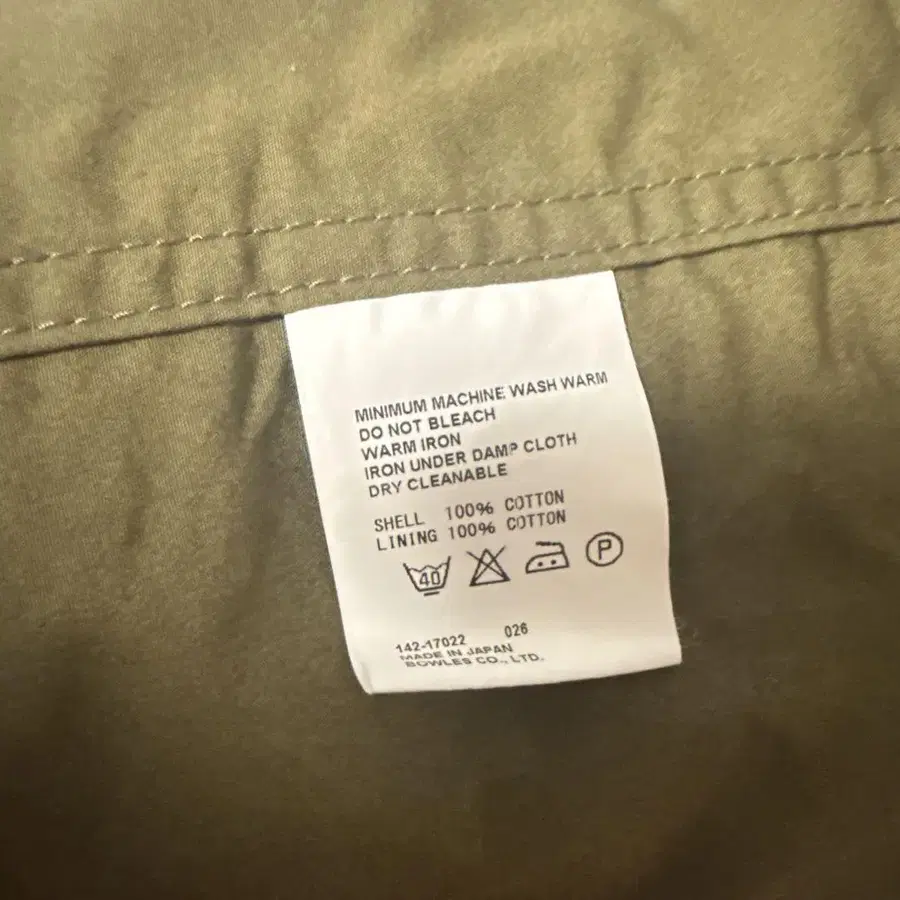 MINIMUM MACHINE WASH WARM
DO NOT BLEACH
WARM IRON
IRON UNDER DAMP CLOTH
DRY CLEANABLE
SHELL 100% COTTON
LINING 100% COTTON
40 P
142-17022 026
MADE IN JAPAN
BOWLES CO., LTD.